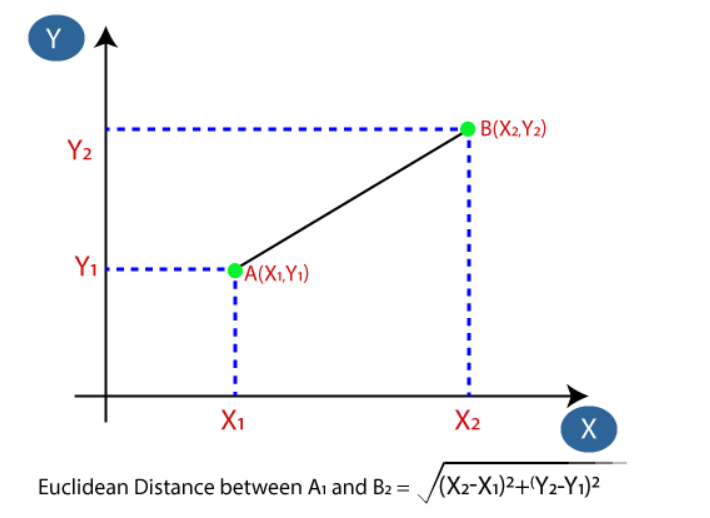 Y
Y₂
B(X₂,Y₂)
Y₁
A(X₁,Y₁)
X₁
X₂
X
Euclidean Distance between A₁ and B₂ = √(X₂-X₁)²+(Y₂-Y₁)²